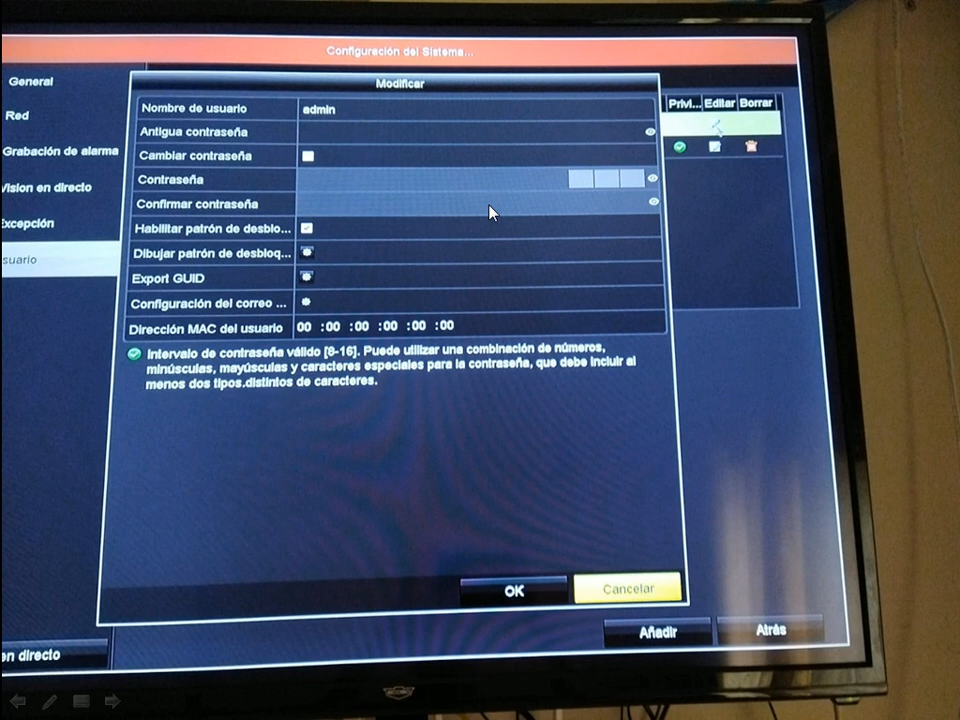 Configuración del Sistema...
General
Red
Grabación de alarma
Vision en directo
Excepción
suario
en directo
Modificar
Nombre de usuario admin
Antigua contraseña
Cambiar contraseña
Contraseña
Confirmar contraseña
Habilitar patrón de desblo...
Dibujar patrón de desbloq...
Export GUID
Configuración del correo ...
Dirección MAC del usuario 00 :00 :00 :00 :00 :00
Intervalo de contraseña válido [8-16]. Puede utilizar una combinación de números,
minúsculas, mayúsculas y caracteres especiales para la contraseña, que debe incluir al
menos dos tipos.distintos de caracteres.
OK Cancelar
Privi... Editar Borrar
Añadir Atrás